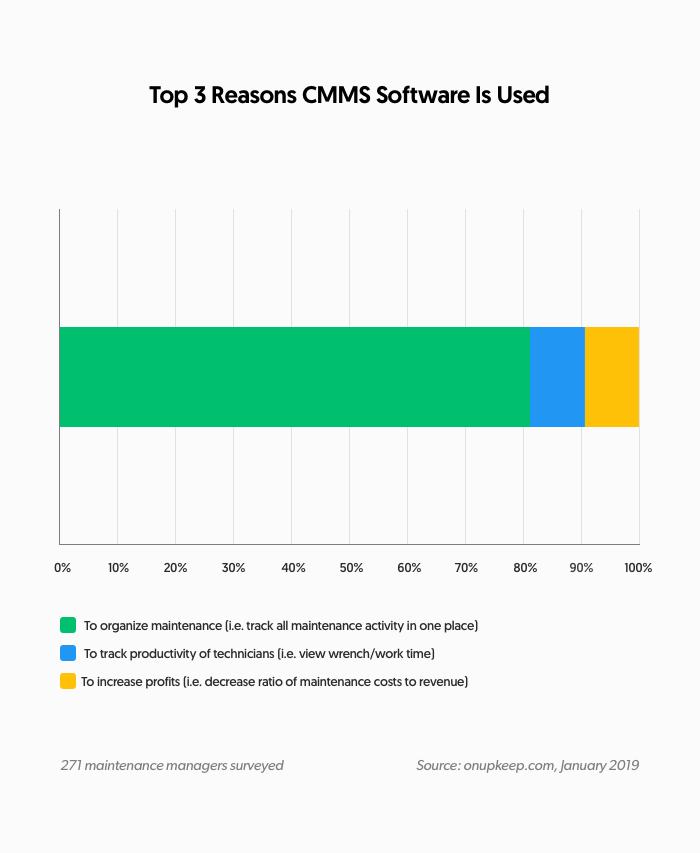 Top 3 Reasons CMMS Software Is Used
0% 10% 20% 30% 40% 50% 60% 70% 80% 90% 100%
To organize maintenance (i.e. track all maintenance activity in one place)
To track productivity of technicians (i.e. view wrench/work time)
To increase profits (i.e. decrease ratio of maintenance costs to revenue)
271 maintenance managers surveyed Source: onupkeep.com, January 2019